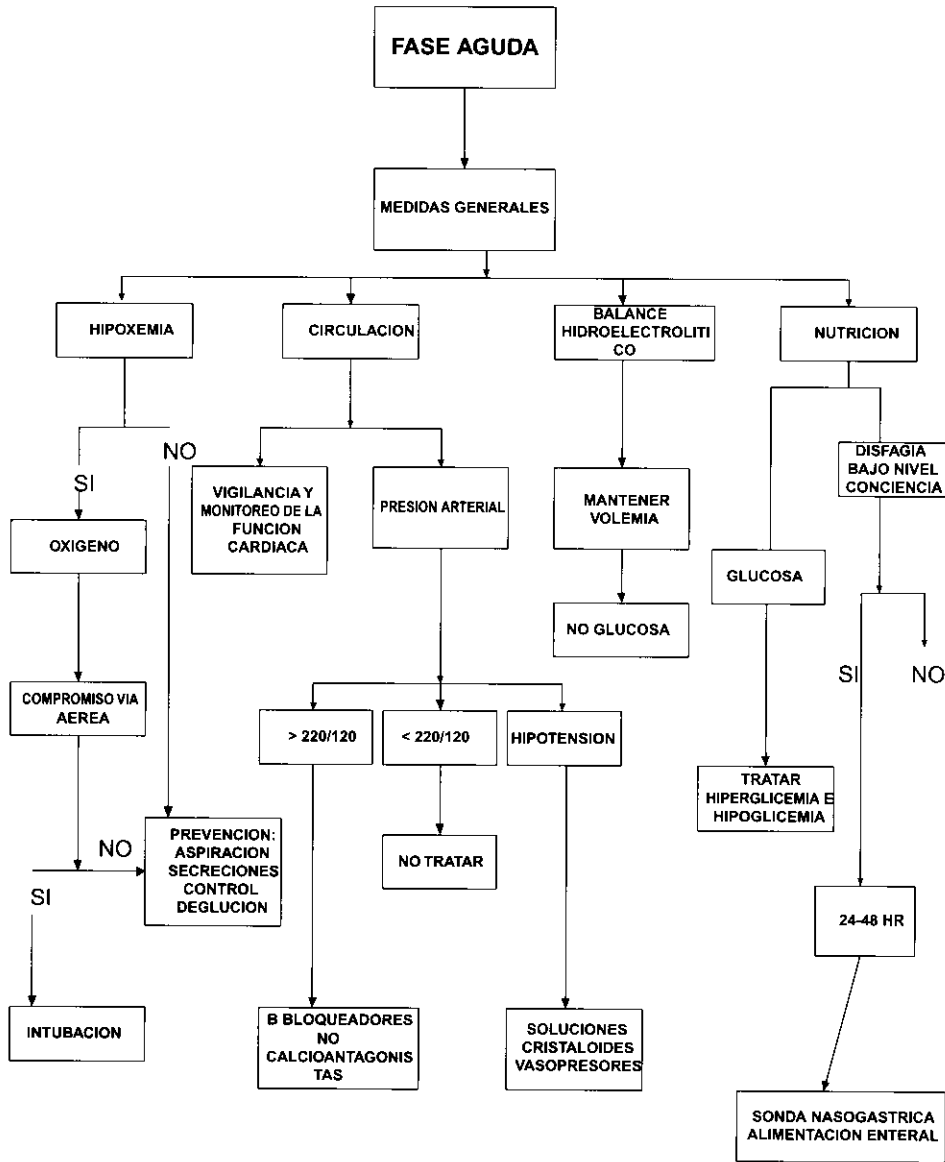 FASE AGUDA
MEDIDAS GENERALES
HIPOXEMIA
CIRCULACION
BALANCE
HIDROELECTROLITI
CO
NUTRICION
SI
NO
OXIGENO
COMPROMISO VIA
AEREA
NO
SI
INTUBACION
PREVENCION:
ASPIRACION
SECRECIONES
CONTROL
DEGLUCION
VIGILANCIA Y
MONITOREO DE LA
FUNCION
CARDIACA
PRESION ARTERIAL
> 220/120
< 220/120
HIPOTENSION
B BLOQUEADORES
NO
CALCIOANTAGONIS
TAS
NO TRATAR
SOLUCIONES
CRISTALOIDES
VASOPRESORES
MANTENER
VOLEMIA
NO GLUCOSA
GLUCOSA
TRATAR
HIPERGLICEMIA E
HIPOGLICEMIA
DISFAGIA
BAJO NIVEL
CONCIENCIA
SI
NO
24-48 HR
SONDA NASOGASTRICA
ALIMENTACION ENTERAL